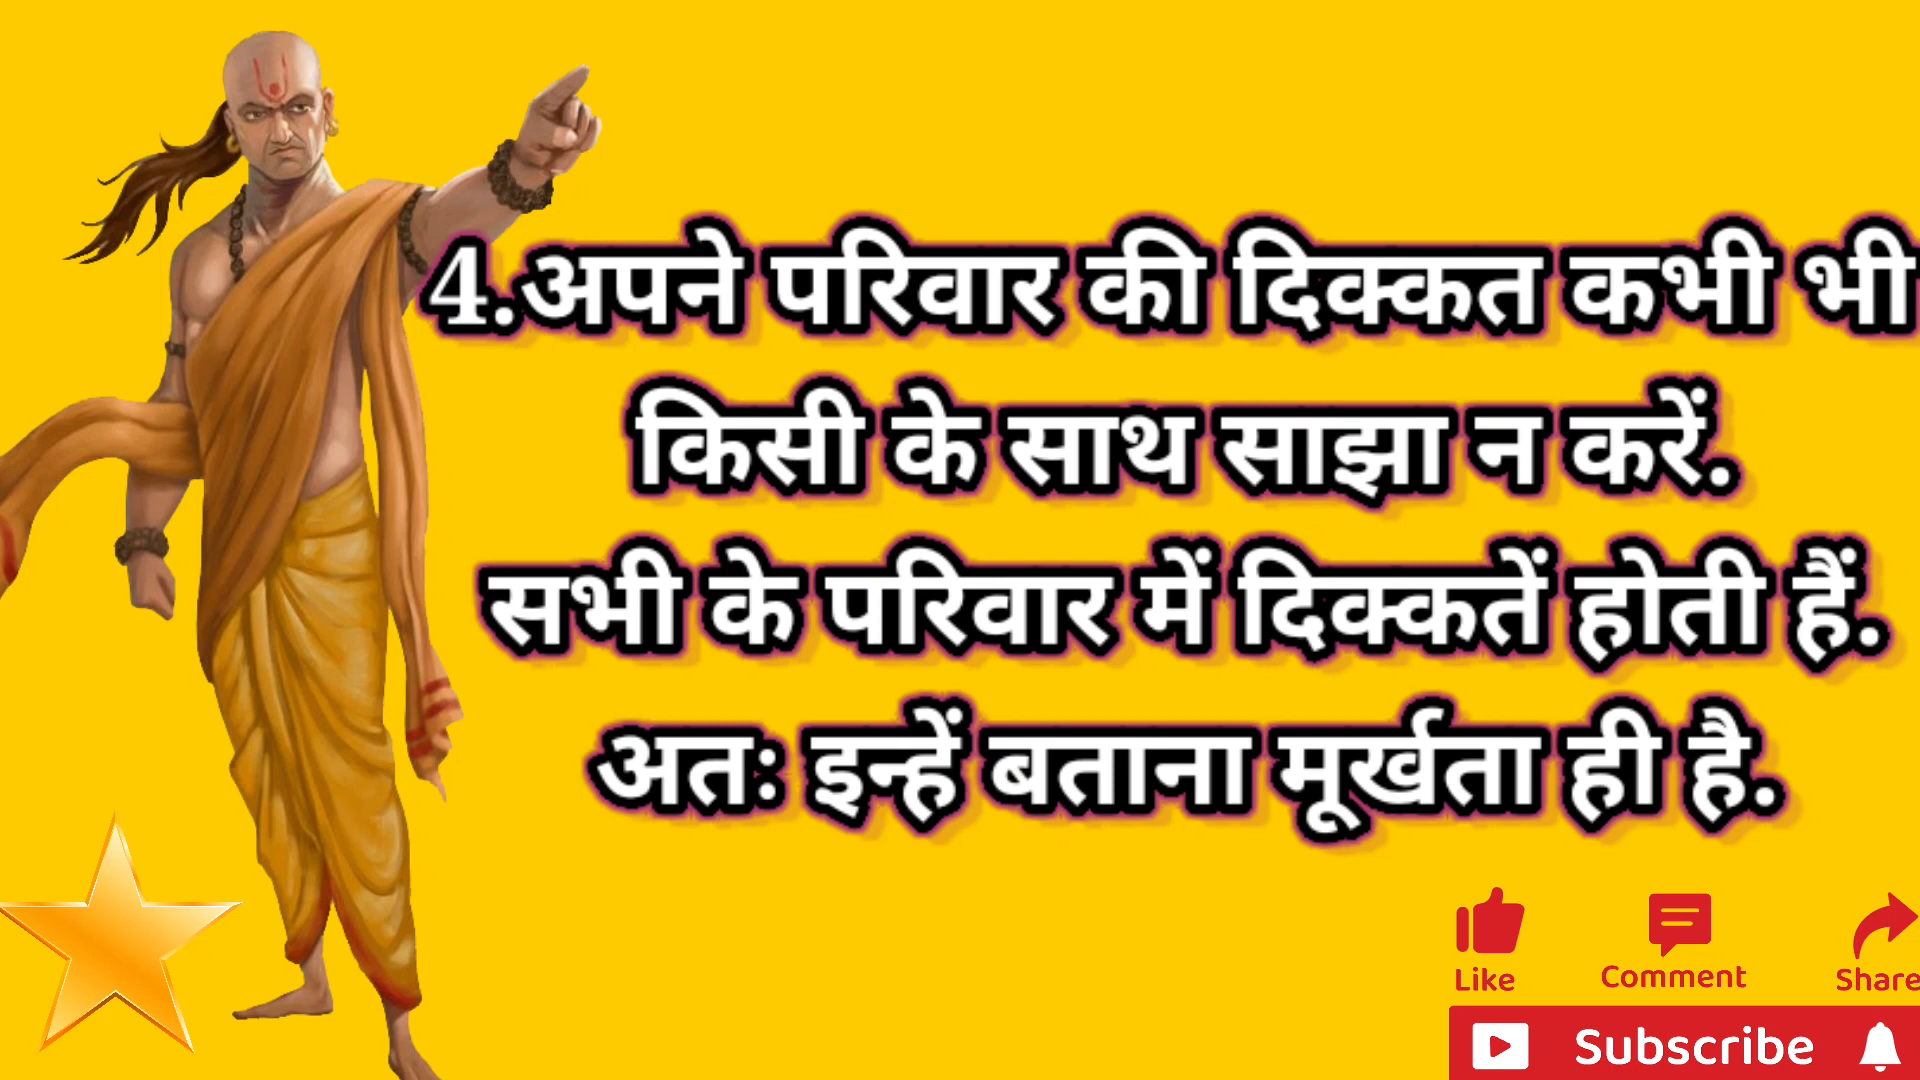 4.अपने परिवार की दिक्कत कभी भी
किसी के साथ साझा न करें.
सभी के परिवार में दिक्कतें होती हैं.
अतः इन्हें बताना मूर्खता ही है.
Like Comment Share
Subscribe